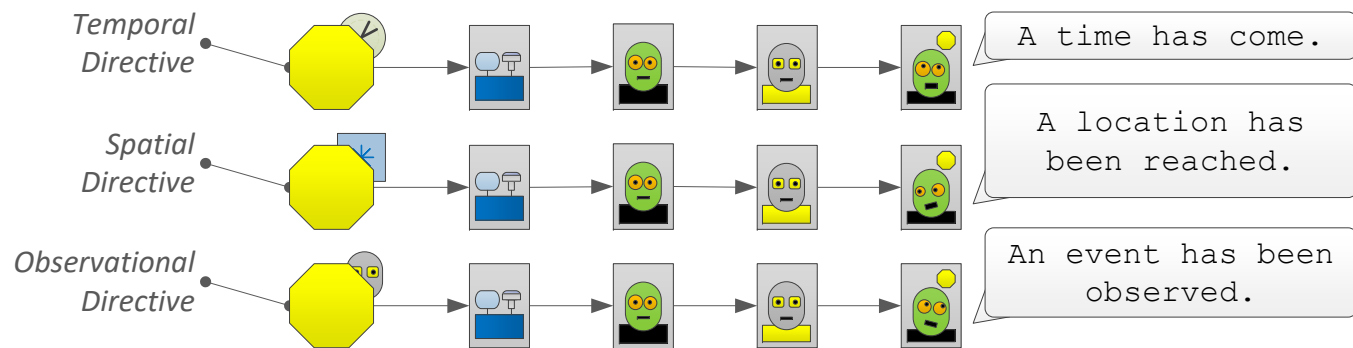 Temporal
Directive
A time has come.
Spatial
Directive
A location has
been reached.
Observational
Directive
An event has been
observed.